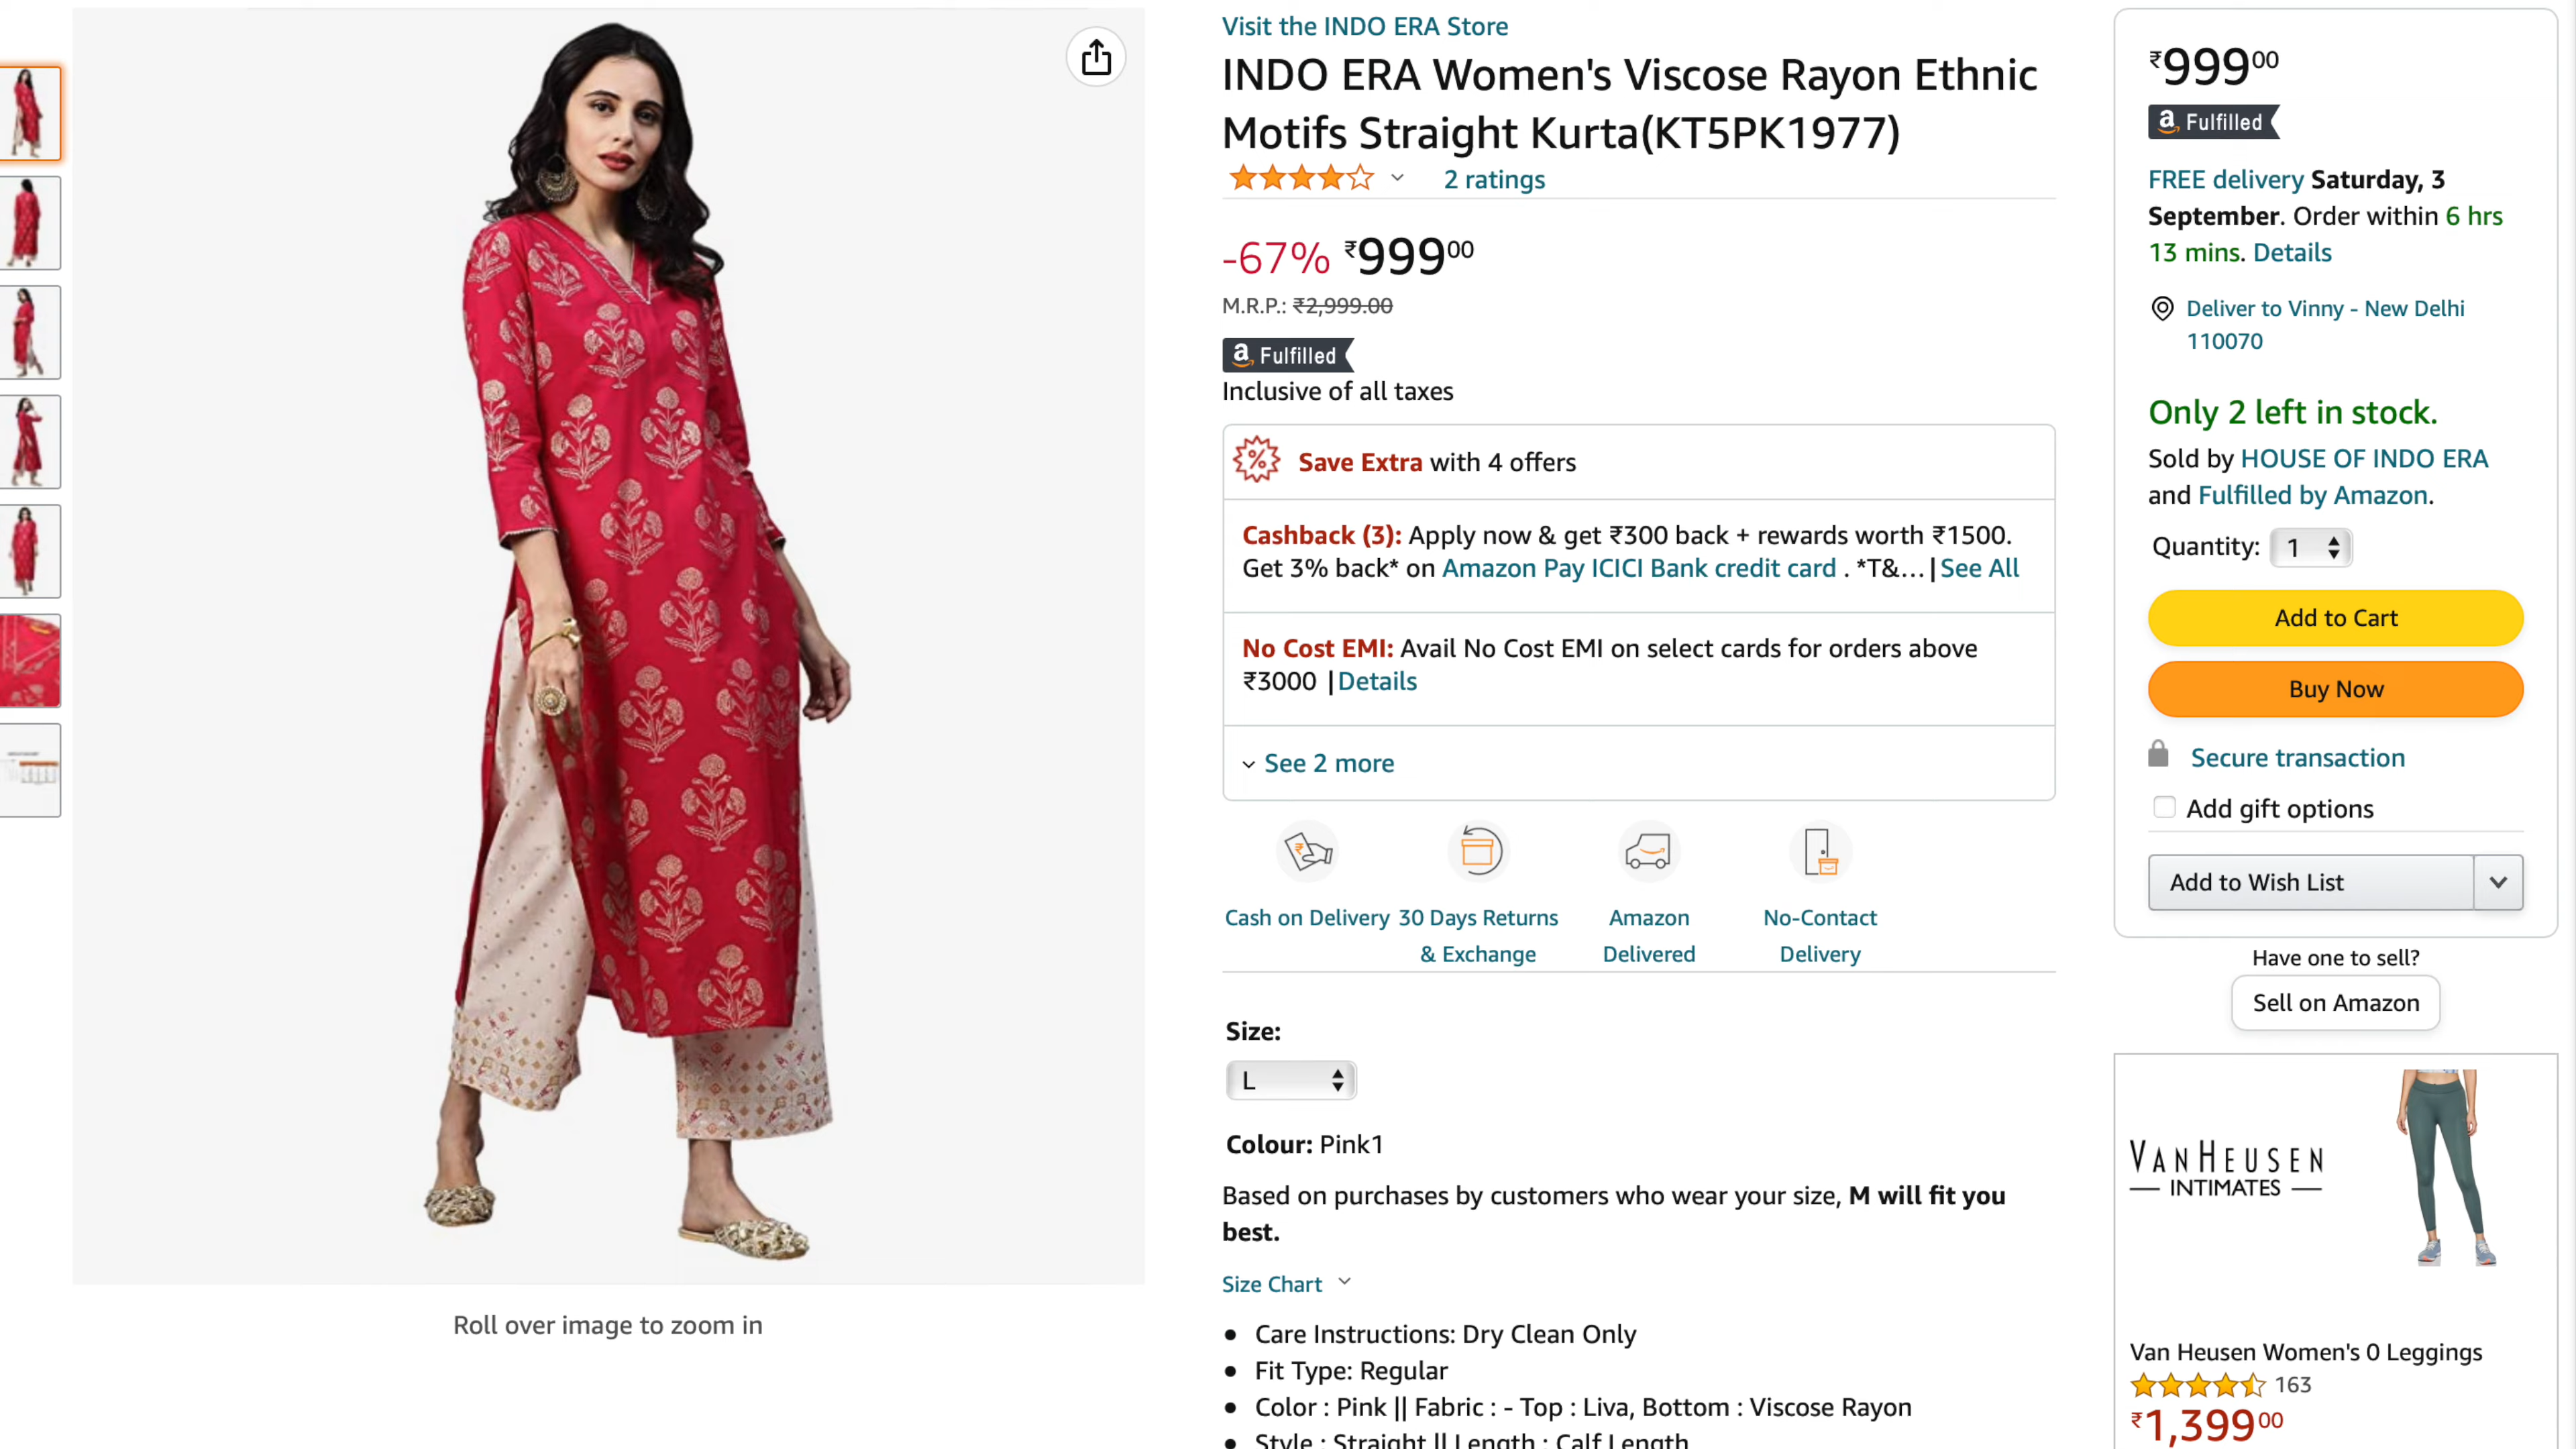 Visit the INDO ERA Store
INDO ERA Women's Viscose Rayon Ethnic
Motifs Straight Kurta(KT5PK1977)
2 ratings
-67% ₹99900
M.R.P.: ₹2,999.00
a Fulfilled
Inclusive of all taxes
Save Extra with 4 offers
Cashback (3): Apply now & get ₹300 back + rewards worth ₹1500.
Get 3% back* on Amazon Pay ICICI Bank credit card . *T&... | See All
No Cost EMI: Avail No Cost EMI on select cards for orders above
₹3000 | Details
See 2 more
Cash on Delivery
30 Days Returns
& Exchange
Amazon
Delivered
No-Contact
Delivery
Size:
L
Colour: Pink1
Based on purchases by customers who wear your size, M will fit you
best.
Size Chart
• Care Instructions: Dry Clean Only
• Fit Type: Regular
• Color : Pink || Fabric : - Top : Liva, Bottom : Viscose Rayon
• Style : Straight || Length : Calf Length
Roll over image to zoom in
₹99900
a Fulfilled
FREE delivery Saturday, 3
September. Order within 6 hrs
13 mins. Details
Deliver to Vinny - New Delhi
110070
Only 2 left in stock.
Sold by HOUSE OF INDO ERA
and Fulfilled by Amazon.
Quantity: 1
Add to Cart
Buy Now
Secure transaction
Add gift options
Add to Wish List
Have one to sell?
Sell on Amazon
VAN HEUSEN
INTIMATES
Van Heusen Women's 0 Leggings
163
₹1,39900